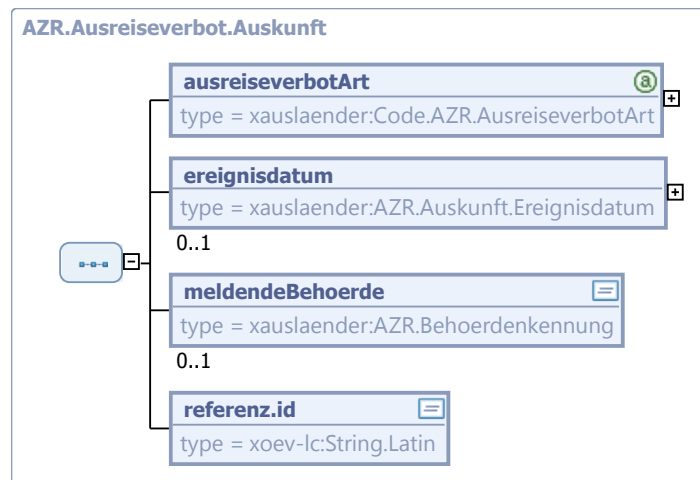 AZR.Ausreiseverbot.Auskunft
ausreiseverbotArt
type = xauslaender:Code.AZR.AusreiseverbotArt
ereignisdatum
type = xauslaender:AZR.Auskunft.Ereignisdatum
0..1
meldendeBehoerde
type = xauslaender:AZR.Behoerdenkennung
0..1
referenz.id
type = xoev-lc:String.Latin